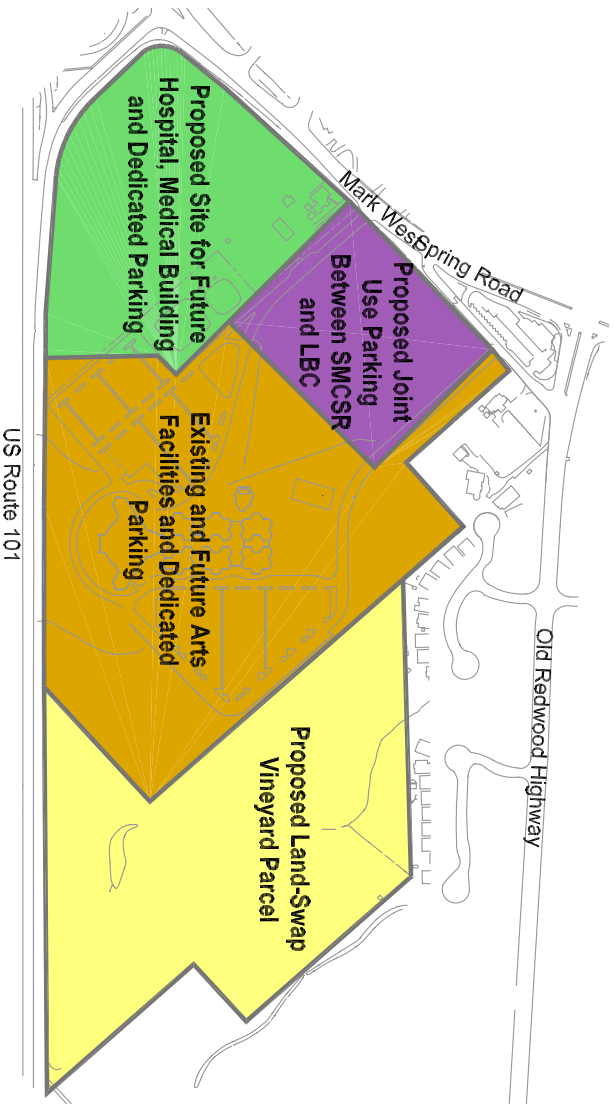 Mark WesSpring Road
Proposed Site for Future
Hospital, Medical Building
and Dedicated Parking
Proposed Joint
Use Parking
Between SMCSR
and LBC
Existing and Future Arts
Facilities and Dedicated
Parking
Proposed Land-Swap
Vineyard Parcel
Old Redwood Highway
US Route 101